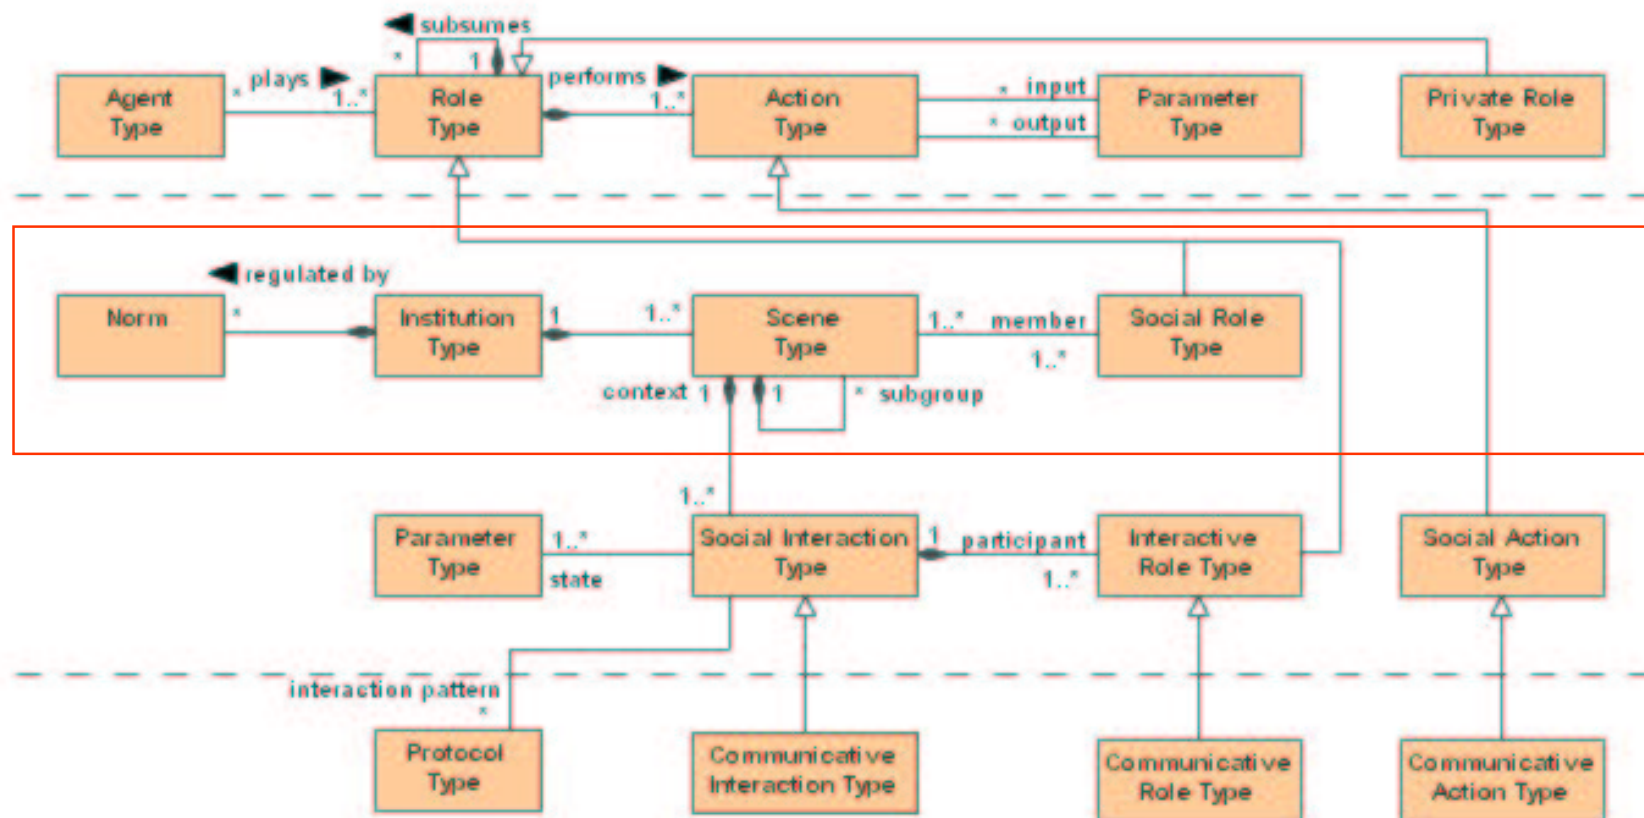 subsumes
* 1
plays
* 1..*
performs
1..*
* input
* output
Agent
Type
Role
Type
Action
Type
Parameter
Type
Private Role
Type
regulated by
*
1
1..*
1..* member
1..*
Norm
Institution
Type
Scene
Type
Social Role
Type
context 1
1
* subgroup
1..*
Parameter
Type
1..*
state
Social Interaction
Type
1
participant
1..*
Interactive
Role Type
Social Action
Type
interaction pattern
*
Protocol
Type
Communicative
Interaction Type
Communicative
Role Type
Communicative
Action Type